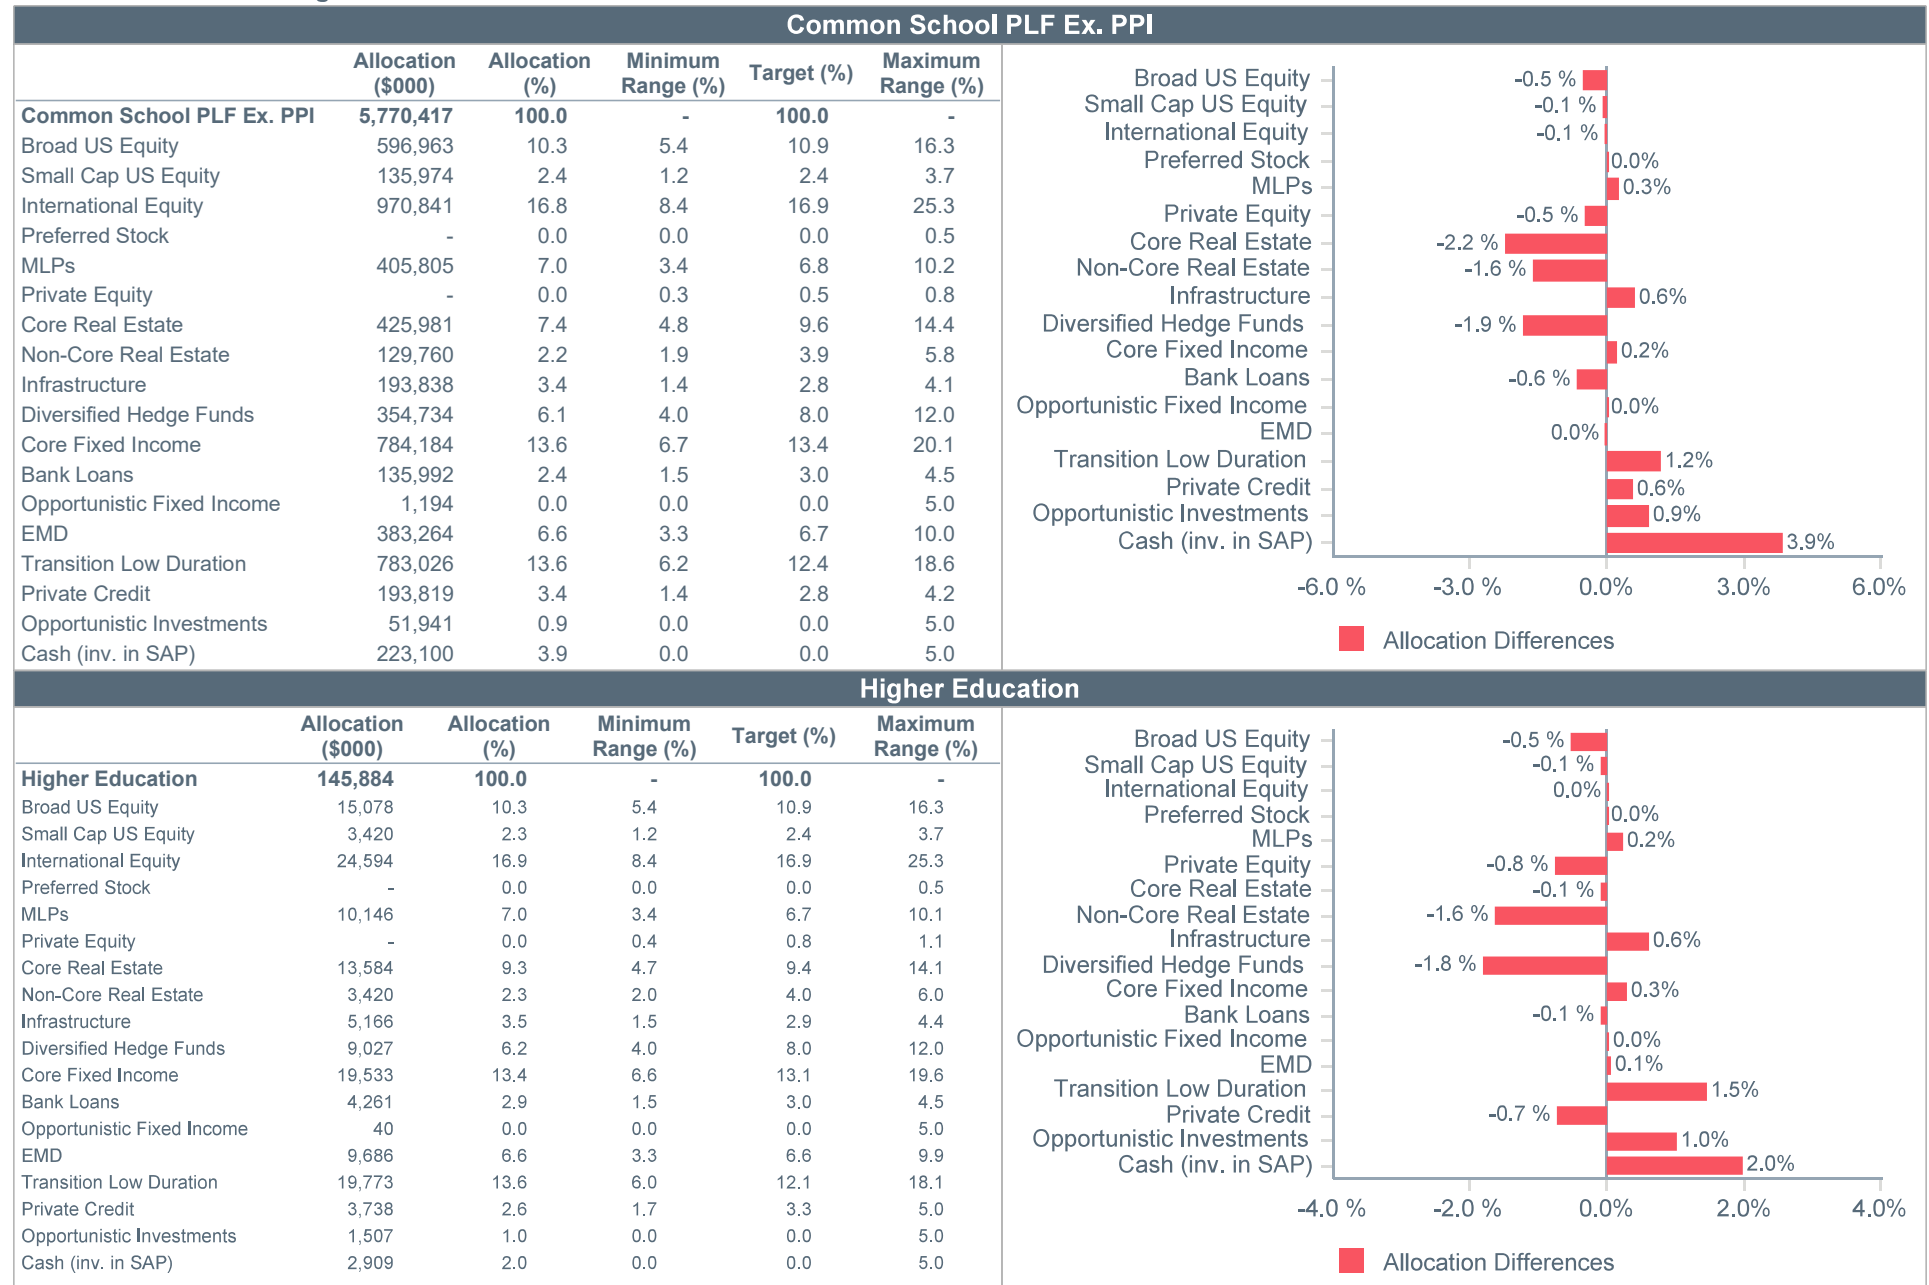 Common School PLF Ex. PPI
Allocation ($000) Allocation (%) Minimum Range (%) Target (%) Maximum Range (%)
Common School PLF Ex. PPI 5,770,417 100.0 - 100.0 -
Broad US Equity 596,963 10.3 5.4 10.9 16.3
Small Cap US Equity 135,974 2.4 1.2 2.4 3.7
International Equity 970,841 16.8 8.4 16.9 25.3
Preferred Stock - 0.0 0.0 0.0 0.5
MLPs 405,805 7.0 3.4 6.8 10.2
Private Equity - 0.0 0.3 0.5 0.8
Core Real Estate 425,981 7.4 4.8 9.6 14.4
Non-Core Real Estate 129,760 2.2 1.9 3.9 5.8
Infrastructure 193,838 3.4 1.4 2.8 4.1
Diversified Hedge Funds 354,734 6.1 4.0 8.0 12.0
Core Fixed Income 784,184 13.6 6.7 13.4 20.1
Bank Loans 135,992 2.4 1.5 3.0 4.5
Opportunistic Fixed Income 1,194 0.0 0.0 0.0 5.0
EMD 383,264 6.6 3.3 6.7 10.0
Transition Low Duration 783,026 13.6 6.2 12.4 18.6
Private Credit 193,819 3.4 1.4 2.8 4.2
Opportunistic Investments 51,941 0.9 0.0 0.0 5.0
Cash (inv. in SAP) 223,100 3.9 0.0 0.0 5.0
Broad US Equity -0.5 %
Small Cap US Equity -0.1 %
International Equity -0.1 %
Preferred Stock 0.0%
MLPs 0.3%
Private Equity -0.5 %
Core Real Estate -2.2 %
Non-Core Real Estate -1.6 %
Infrastructure 0.6%
Diversified Hedge Funds -1.9 %
Core Fixed Income 0.2%
Bank Loans -0.6 %
Opportunistic Fixed Income 0.0%
EMD 0.0%
Transition Low Duration 1.2%
Private Credit 0.6%
Opportunistic Investments 0.9%
Cash (inv. in SAP) 3.9%
-6.0 % -3.0 % 0.0% 3.0% 6.0%
Allocation Differences
Higher Education
Allocation ($000) Allocation (%) Minimum Range (%) Target (%) Maximum Range (%)
Higher Education 145,884 100.0 - 100.0 -
Broad US Equity 15,078 10.3 5.4 10.9 16.3
Small Cap US Equity 3,420 2.3 1.2 2.4 3.7
International Equity 24,594 16.9 8.4 16.9 25.3
Preferred Stock - 0.0 0.0 0.0 0.5
MLPs 10,146 7.0 3.4 6.7 10.1
Private Equity - 0.0 0.4 0.8 1.1
Core Real Estate 13,584 9.3 4.7 9.4 14.1
Non-Core Real Estate 3,420 2.3 2.0 4.0 6.0
Infrastructure 5,166 3.5 1.5 2.9 4.4
Diversified Hedge Funds 9,027 6.2 4.0 8.0 12.0
Core Fixed Income 19,533 13.4 6.6 13.1 19.6
Bank Loans 4,261 2.9 1.5 3.0 4.5
Opportunistic Fixed Income 40 0.0 0.0 0.0 5.0
EMD 9,686 6.6 3.3 6.6 9.9
Transition Low Duration 19,773 13.6 6.0 12.1 18.1
Private Credit 3,738 2.6 1.7 3.3 5.0
Opportunistic Investments 1,507 1.0 0.0 0.0 5.0
Cash (inv. in SAP) 2,909 2.0 0.0 0.0 5.0
Broad US Equity -0.5 %
Small Cap US Equity -0.1 %
International Equity 0.0%
Preferred Stock 0.0%
MLPs 0.2%
Private Equity -0.8 %
Core Real Estate -0.1 %
Non-Core Real Estate -1.6 %
Infrastructure 0.6%
Diversified Hedge Funds -1.8 %
Core Fixed Income 0.3%
Bank Loans -0.1 %
Opportunistic Fixed Income 0.0%
EMD 0.1%
Transition Low Duration 1.5%
Private Credit -0.7 %
Opportunistic Investments 1.0%
Cash (inv. in SAP) 2.0%
-4.0 % -2.0 % 0.0% 2.0% 4.0%
Allocation Differences